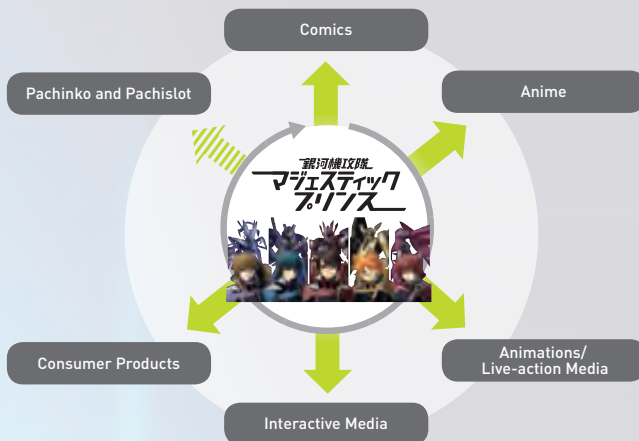 Comics
Pachinko and Pachislot
Anime
銀河機攻隊
マジェスティック
プリンス
Consumer Products
Animations/
Live-action Media
Interactive Media